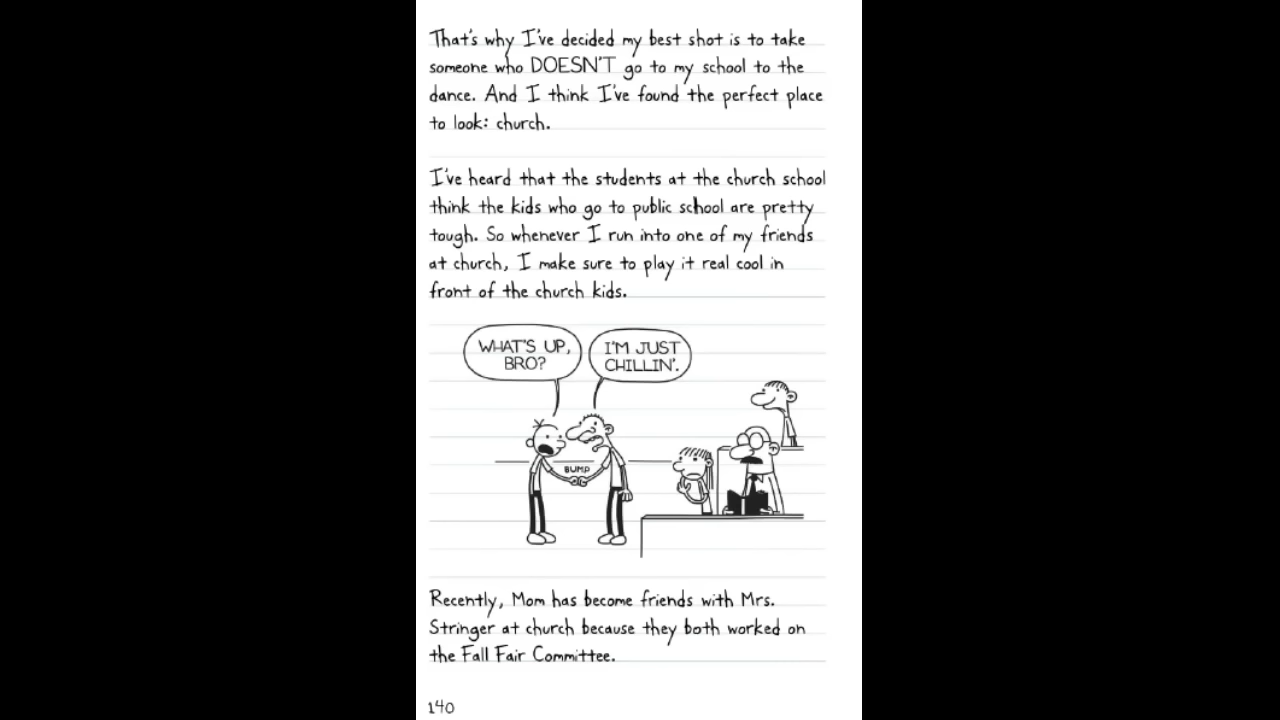 That's why I've decided my best shot is to take
someone who DOESN'T go to my school to the
dance. And I think I've found the perfect place
to look: church.
I've heard that the students at the church school
think the kids who go to public school are pretty
tough. So whenever I run into one of my friends
at church, I make sure to play it real cool in
front of the church kids.
WHAT'S UP,
BRO?
I'M JUST
CHILLIN'.
BUMP
Recently, Mom has become friends with Mrs.
Stringer at church because they both worked on
the Fall Fair Committee.
140